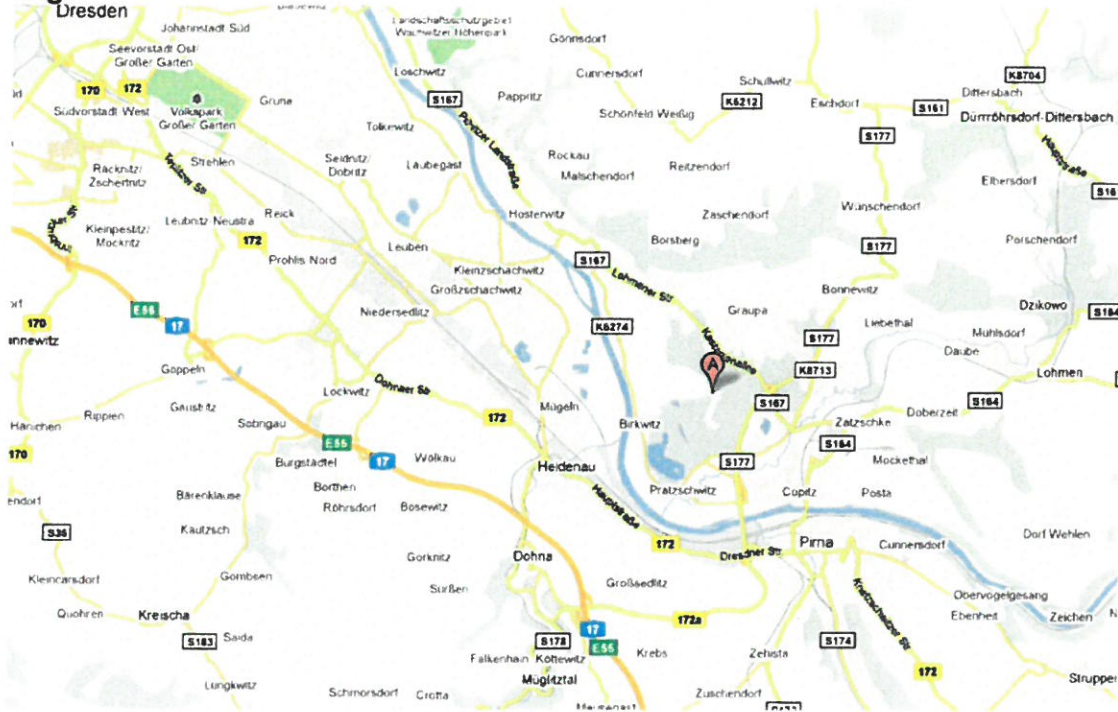 Dresden
Johannstadt Süd
Landschaftsschutzgebiet
Wachwitzer Höhenpark
Gönnsdorf
Seevorstadt Ost/
Großer Garten
Loschwitz
Cunnersdorf
Schullwitz
K8704
170
172
S167
Pappritz
K6212
Eschdorf
S161
Dittersbach
Südvorstadt-West
Volkspark
Großer Garten
Gruna
Tolkewitz
Pillnitzer Landstraße
Schönfeld Weißig
S177
Dürrröhrsdorf-Dittersbach
Hauptstraße
Räcknitz/
Zschertnitz
Strehlen
Teplitzer Str
Seidnitz/
Dobritz
Laubegast
Rockau
Malschendorf
Reitzendorf
Elbersdorf
S161
Kleinpestitz/
Mockritz
Leubnitz Neustra
Reick
Hosterwitz
Zaschendorf
Wünschendorf
172
Prohlis Nord
Leuben
Kleinzschachwitz
Großzschachwitz
Borsberg
S167
Lohmener Str
S177
Porschendorf
Bonnewitz
Dzikowo
E55
17
170
Niedersedlitz
K6274
Graupa
Kastanienallee
S177
Liebethal
Mühlsdorf
S164
Daube
Goppeln
A
K8713
Lohmen
Lockwitz
Dohnaer Str
S167
S164
Gaustritz
Rippien
Hänichen
Sobrigau
172
Mügeln
Birkwitz
Zatzschke
Doberzeit
170
E55
17
Wölkau
Burgstädtel
Heidenau
S177
S164
Mockethal
Borthen
Röhrsdorf
Bosewitz
Bärenklause
Kautzsch
Hauptstraße
Pratzschwitz
Copitz
Posta
S36
Gorknitz
Dohna
172
Dresdner Str
Pirna
Cunnersdorf
Dorf Wehlen
Kleincarsdorf
Gombsen
Sürßen
Großsedlitz
Obervogelgesang
Quohren
Kreischa
172a
Ebenheit
Zeichen
S183
Saida
S178
17
E55
Krebs
Zehista
S174
172
Falkenhain
Köttewitz
Müglitztal
Struppen
Lungkwitz
Schmorsdorf
Crotta
Zuschendorf